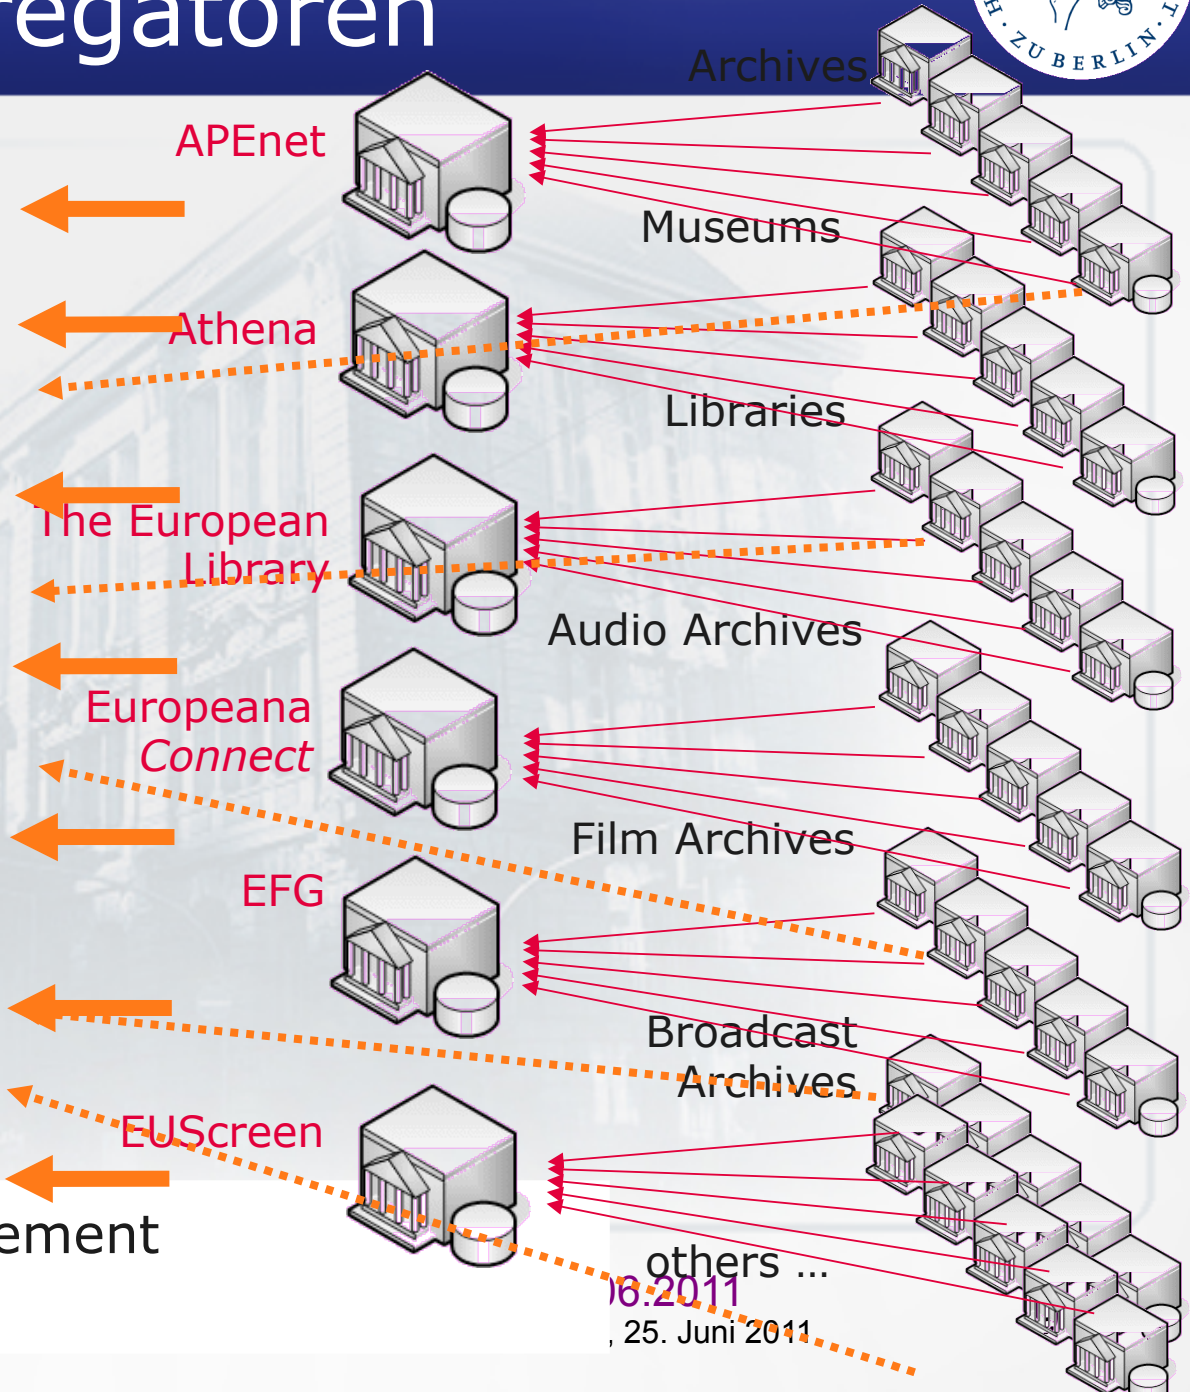 regatoren
H · ZU BERLIN · T
Archives
APEnet
Museums
Athena
Libraries
The European
Library
Audio Archives
Europeana
Connect
Film Archives
EFG
Broadcast
Archives
EUScreen
ement
others ...
06.2011
, 25. Juni 2011